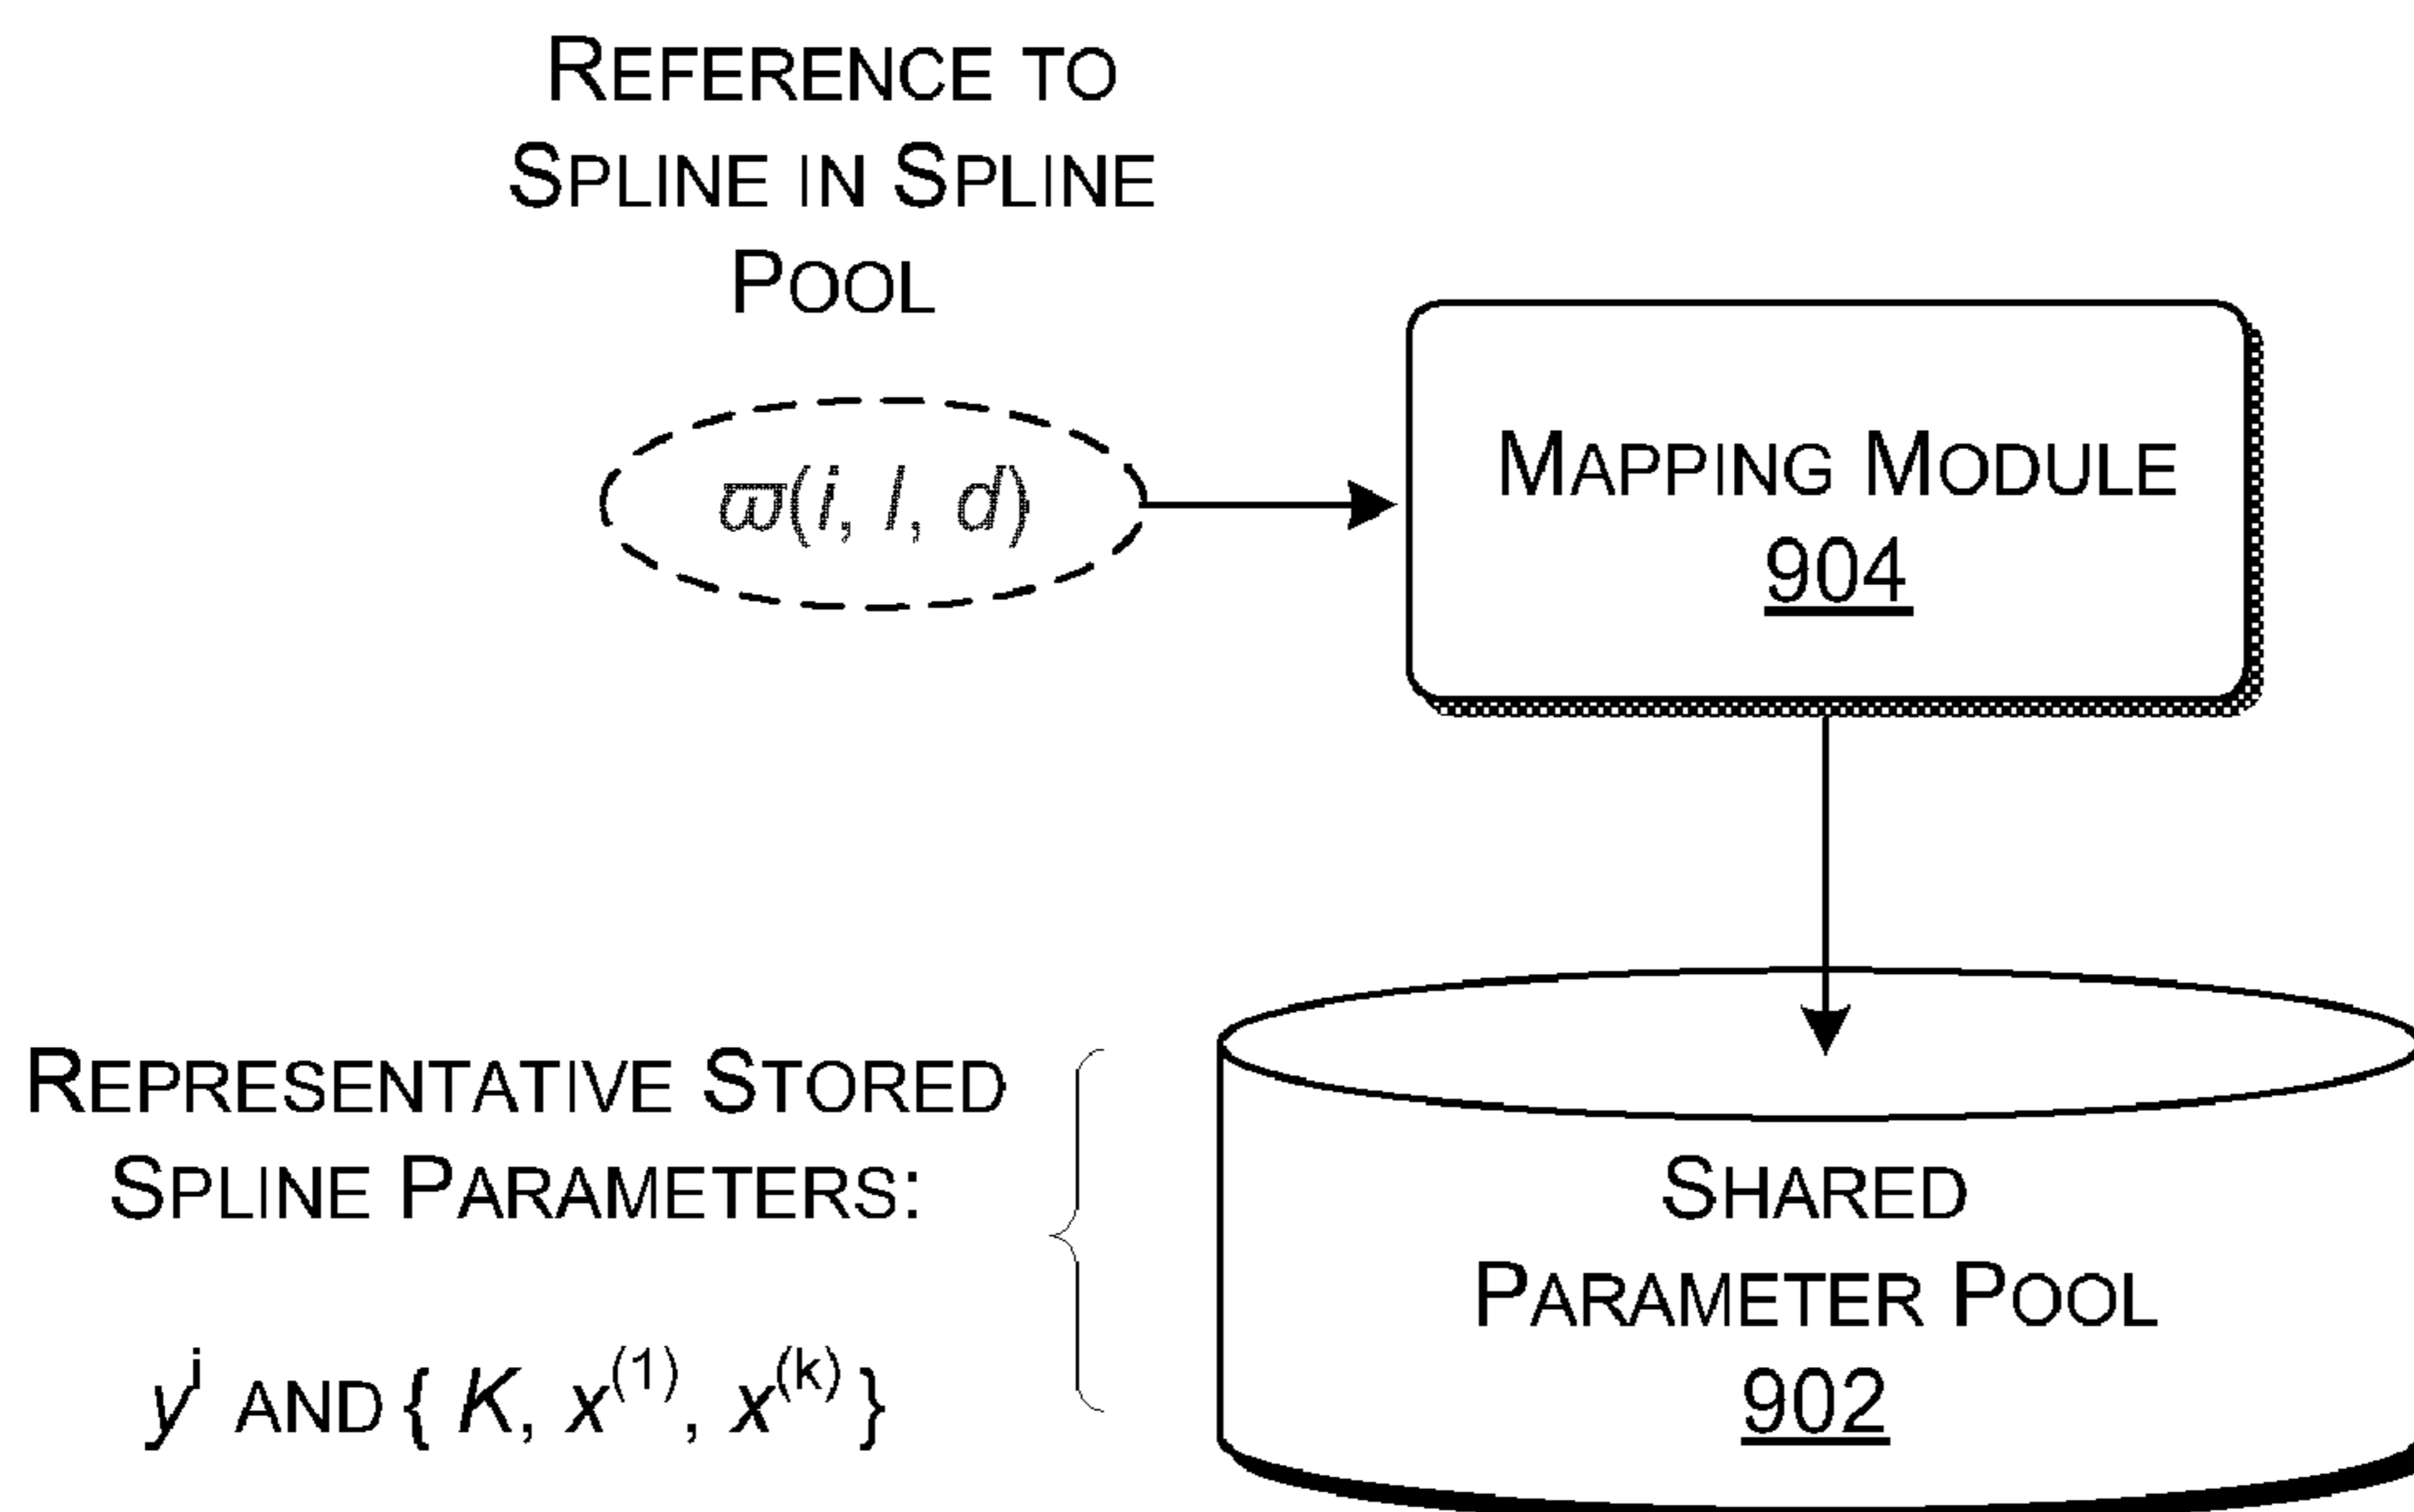 REFERENCE TO
SPLINE IN SPLINE
POOL
ϖ(i, l, d)
MAPPING MODULE
904
REPRESENTATIVE STORED
SPLINE PARAMETERS:
yⁱ AND { K, x⁽¹⁾, x⁽ᵏ⁾ }
SHARED
PARAMETER POOL
902